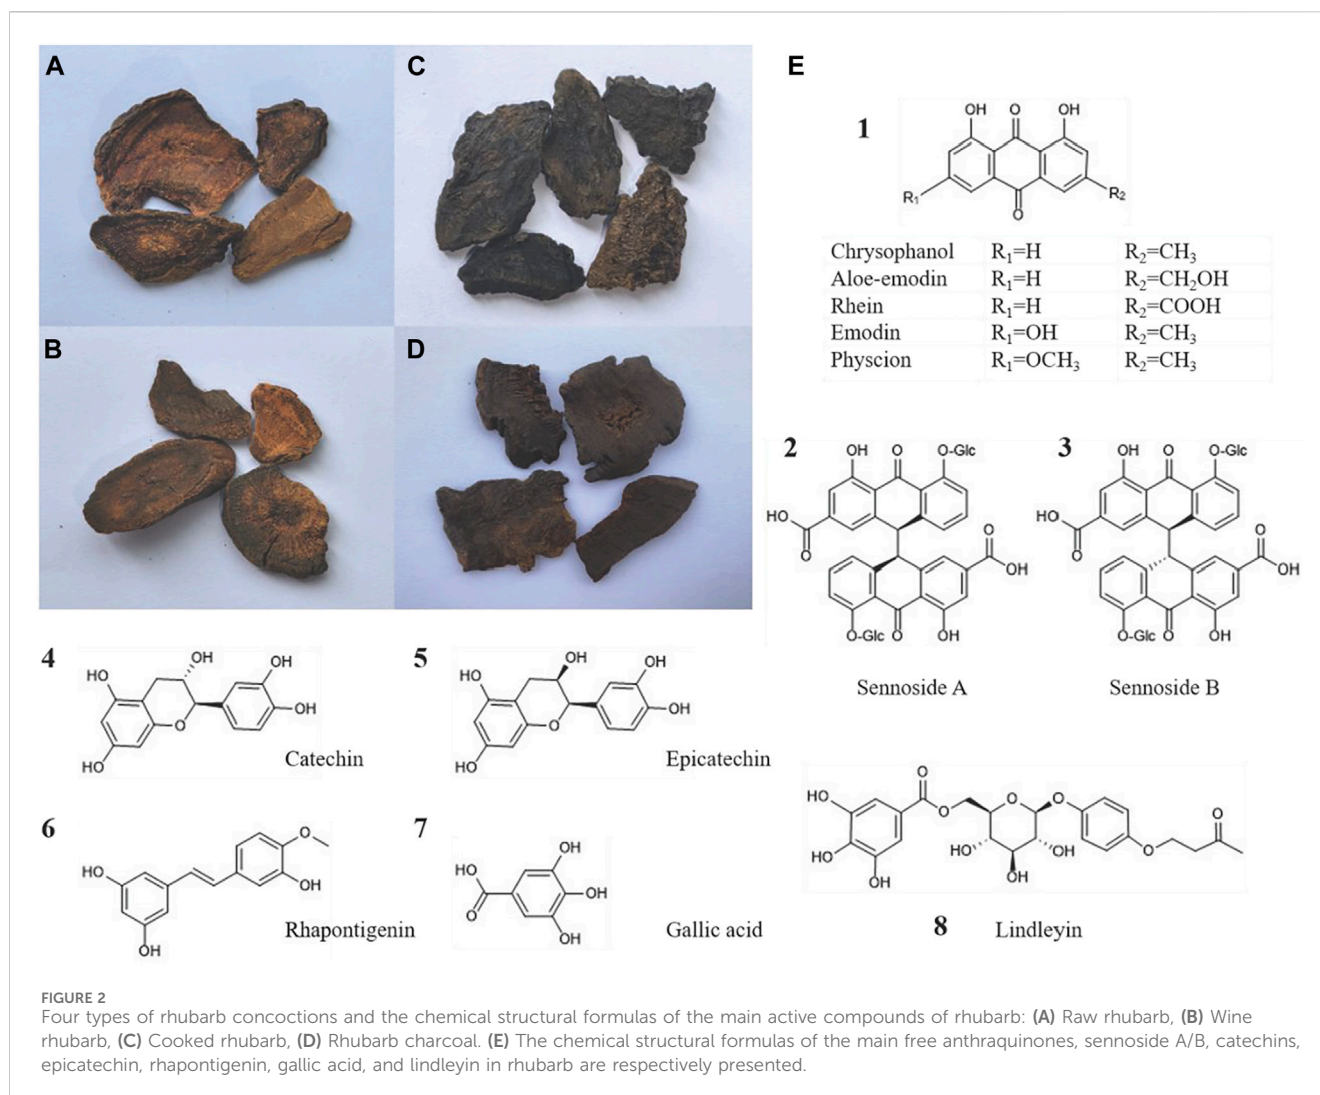 A
C
E
B
D
1
OH O OH
R₁ R₂
O
Chrysophanol R₁=H R₂=CH₃
Aloe-emodin R₁=H R₂=CH₂OH
Rhein R₁=H R₂=COOH
Emodin R₁=OH R₂=CH₃
Physcion R₁=OCH₃ R₂=CH₃
2
OH O O-Glc
HO
O
O
OH
O-Glc O OH
Sennoside A
3
OH O O-Glc
HO
O
O
OH
O-Glc O OH
Sennoside B
4
OH
HO
OH
OH
O
HO
Catechin
5
OH
HO
OH
OH
O
HO
Epicatechin
6
O
HO
OH
OH
Rhapontigenin
7
OH
HO
OH
O
OH
Gallic acid
O
HO
O
O
O
O
HO
HO
OH
O
OH
OH
8 Lindleyin
FIGURE 2
Four types of rhubarb concoctions and the chemical structural formulas of the main active compounds of rhubarb: (A) Raw rhubarb, (B) Wine
rhubarb, (C) Cooked rhubarb, (D) Rhubarb charcoal. (E) The chemical structural formulas of the main free anthraquinones, sennoside A/B, catechins,
epicatechin, rhapontigenin, gallic acid, and lindleyin in rhubarb are respectively presented.